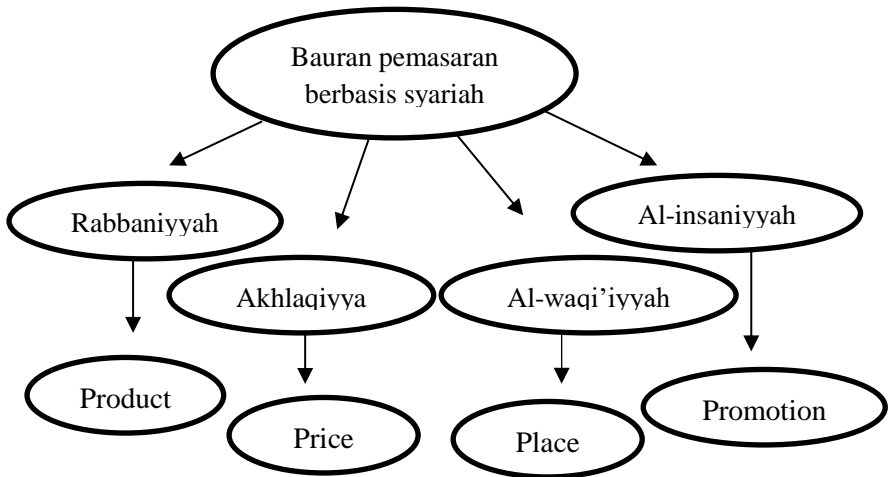 Bauran pemasaran
berbasis syariah
Rabbaniyyah
Al-insaniyyah
Akhlaqiyya
Al-waqi’iyyah
Product
Promotion
Price
Place